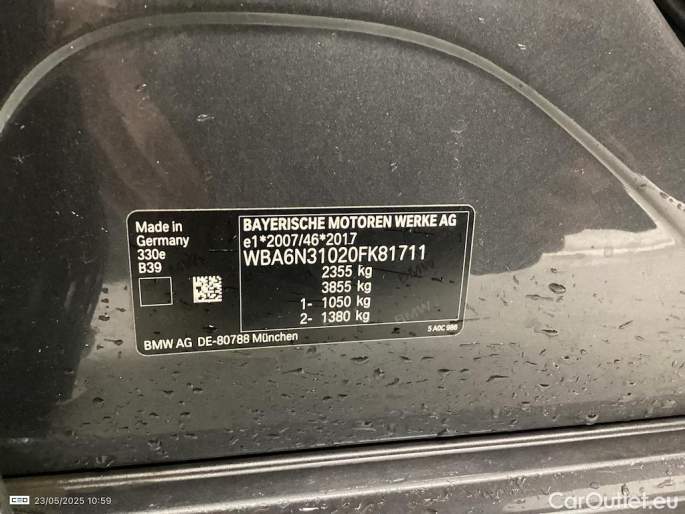 Made in
Germany
330e
B39
BAYERISCHE MOTOREN WERKE AG
e1*2007/46*2017
WBA6N31020FK81711
2355 kg
3855 kg
1- 1050 kg
2- 1380 kg
5 A0C 986
BMW AG DE-80788 München
CEO 23/05/2025 10:59
CarOutlet.eu